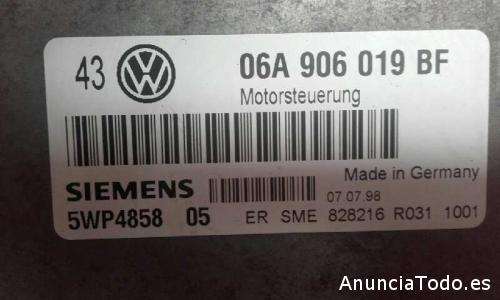 43 VW 06A 906 019 BF
Motorsteuerung
Made in Germany
SIEMENS 07.07.98
5WP4858 05 ER SME 828216 R031 1001
AnunciaTodo.es